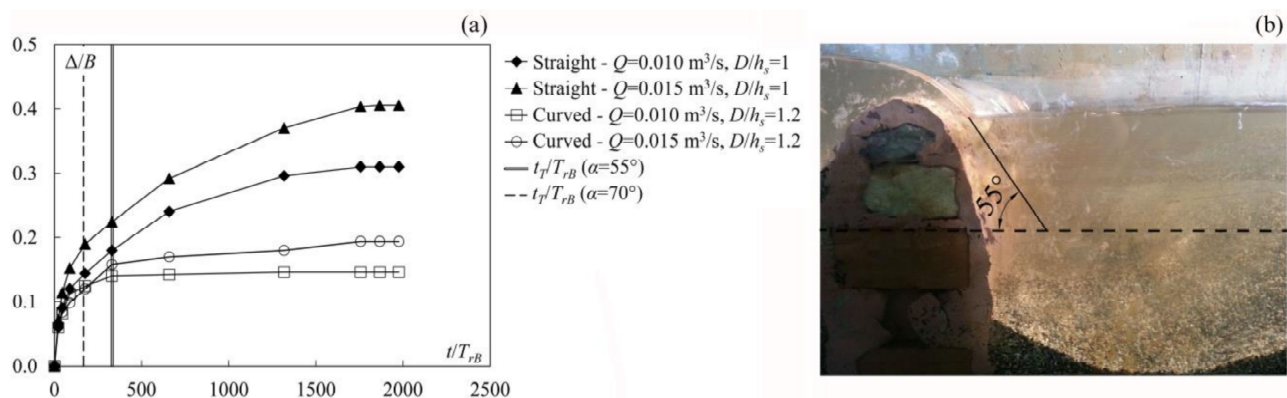 (a)
0.5
0.4
0.3
0.2
0.1
0.0
Δ/B
t/T_rB
0 500 1000 1500 2000 2500
Straight - Q=0.010 m³/s, D/h_s=1
Straight - Q=0.015 m³/s, D/h_s=1
Curved - Q=0.010 m³/s, D/h_s=1.2
Curved - Q=0.015 m³/s, D/h_s=1.2
t_T/T_rB (α=55°)
t_T/T_rB (α=70°)
(b)
55°